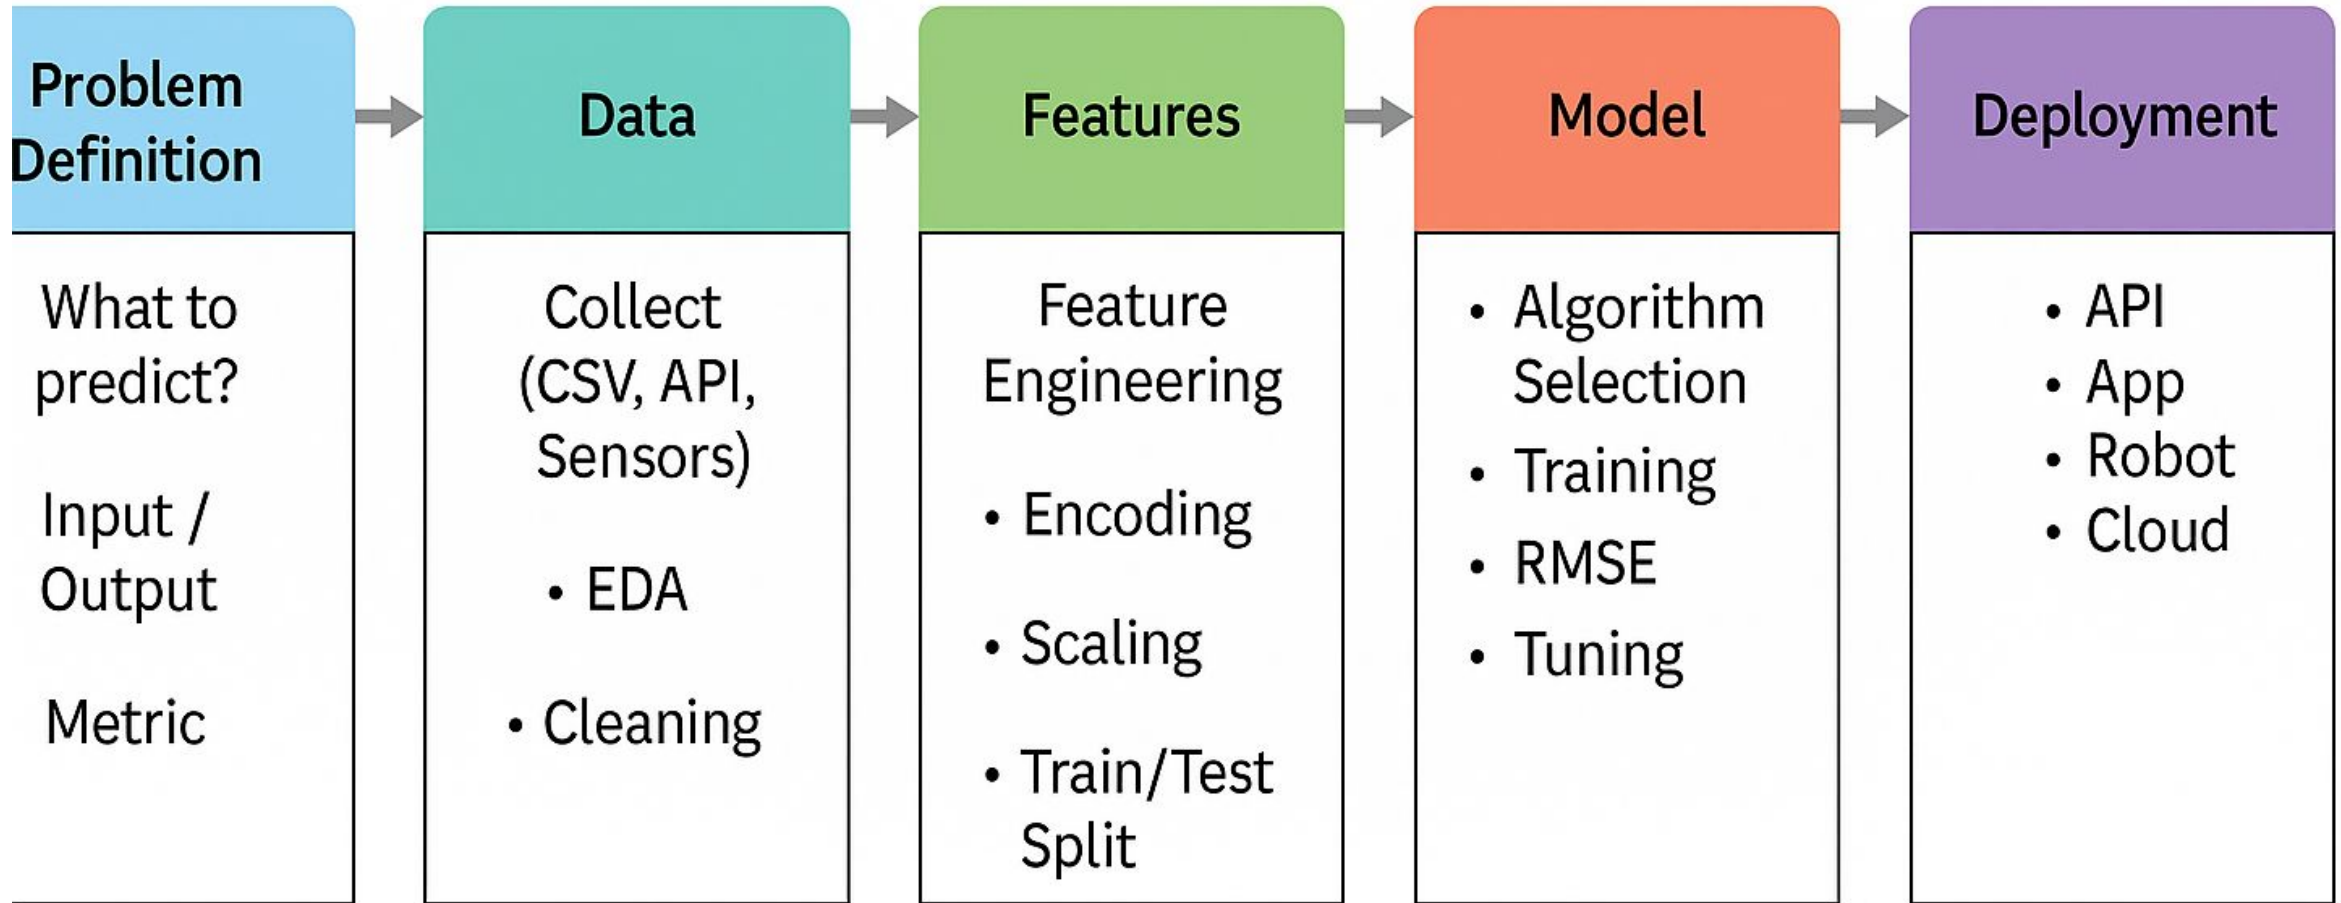 Problem
Definition
What to
predict?
Input /
Output
Metric
Data
Collect
(CSV, API,
Sensors)
• EDA
• Cleaning
Features
Feature
Engineering
• Encoding
• Scaling
• Train/Test
Split
Model
• Algorithm
Selection
• Training
• RMSE
• Tuning
Deployment
• API
• App
• Robot
• Cloud